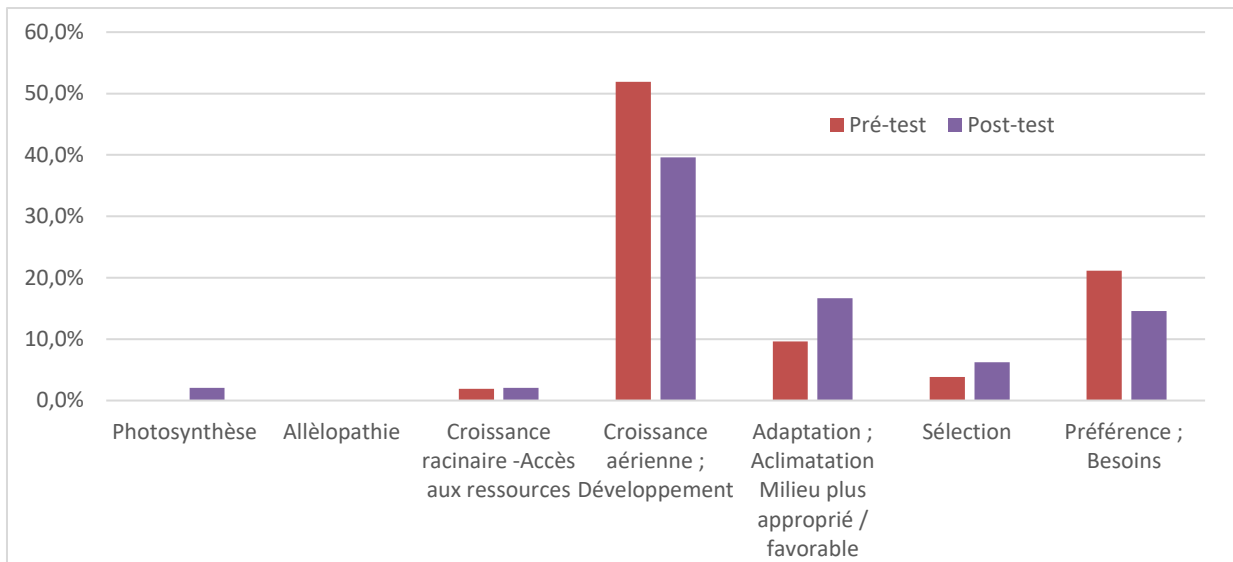 60,0%
50,0%
40,0%
30,0%
20,0%
10,0%
0,0%
Pré-test Post-test
Photosynthèse
Allèlopathie
Croissance
racinaire -Accès
aux ressources
Croissance
aérienne ;
Développement
Adaptation ;
Aclimatation
Milieu plus
approprié /
favorable
Sélection
Préférence ;
Besoins